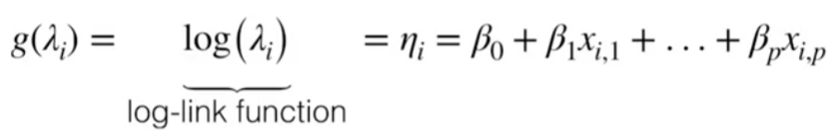 g(λᵢ) = log(λᵢ) = ηᵢ = β₀ + β₁xᵢ,₁ + … + βₚxᵢ,ₚ
log-link function